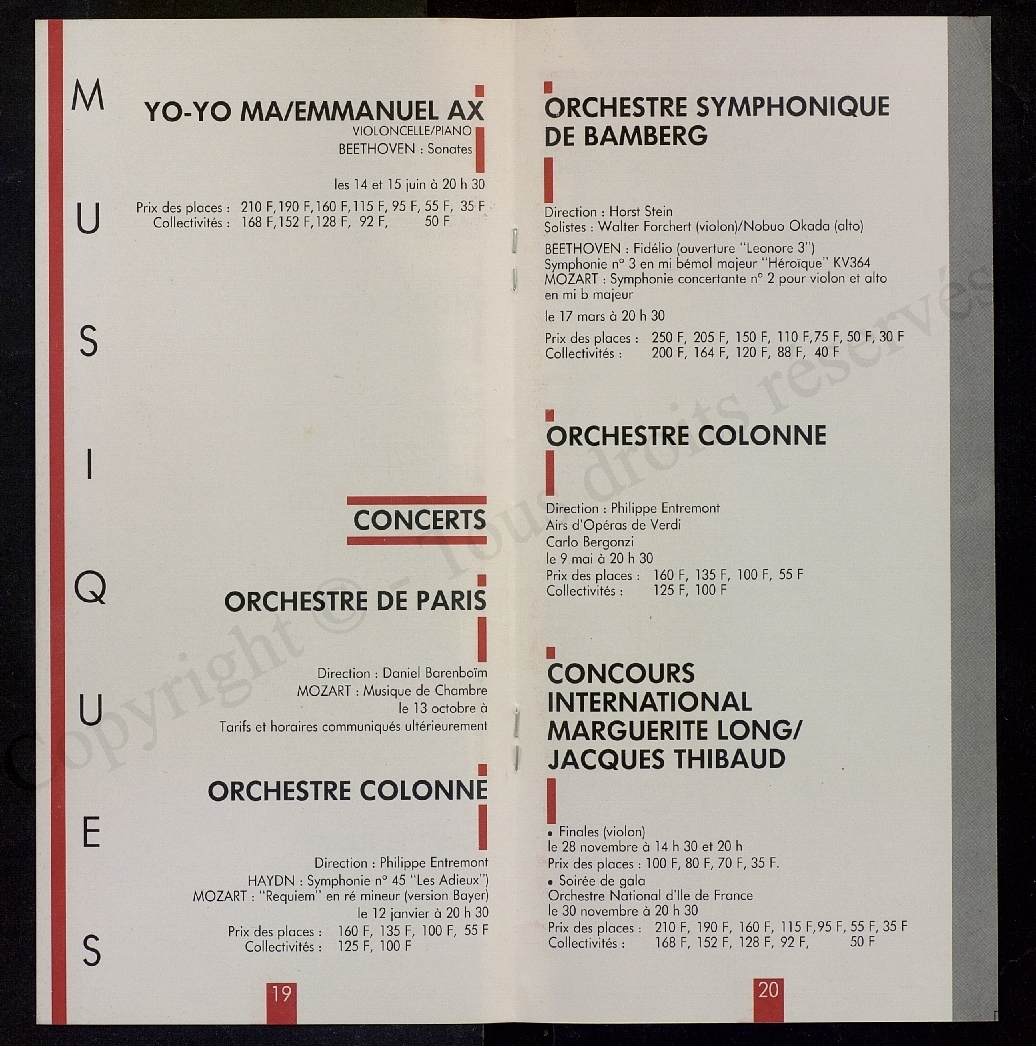 MUSIQUES
YO-YO MA/EMMANUEL AX
VIOLONCELLE/PIANO
BEETHOVEN : Sonates
les 14 et 15 juin à 20 h 30
Prix des places : 210 F, 190 F, 160 F, 115 F, 95 F, 55 F, 35 F
Collectivités : 168 F, 152 F, 128 F, 92 F, 50 F
CONCERTS
ORCHESTRE DE PARIS
Direction : Daniel Barenboïm
MOZART : Musique de Chambre
le 13 octobre à
Tarifs et horaires communiqués ultérieurement
ORCHESTRE COLONNE
Direction : Philippe Entremont
HAYDN : Symphonie n° 45 "Les Adieux")
MOZART : "Requiem" en ré mineur (version Bayer)
le 12 janvier à 20 h 30
Prix des places : 160 F, 135 F, 100 F, 55 F
Collectivités : 125 F, 100 F
19
ORCHESTRE SYMPHONIQUE
DE BAMBERG
Direction : Horst Stein
Solistes : Walter Forchert (violon)/Nobuo Okada (alto)
BEETHOVEN : Fidélio (ouverture "Leonore 3")
Symphonie n° 3 en mi bémol majeur "Héroïque" KV364
MOZART : Symphonie concertante n° 2 pour violon et alto
en mi b majeur
le 17 mars à 20 h 30
Prix des places : 250 F, 205 F, 150 F, 110 F, 75 F, 50 F, 30 F
Collectivités : 200 F, 164 F, 120 F, 88 F, 40 F
ORCHESTRE COLONNE
Direction : Philippe Entremont
Airs d'Opéras de Verdi
Carlo Bergonzi
le 9 mai à 20 h 30
Prix des places : 160 F, 135 F, 100 F, 55 F
Collectivités : 125 F, 100 F
CONCOURS
INTERNATIONAL
MARGUERITE LONG/
JACQUES THIBAUD
• Finales (violon)
le 28 novembre à 14 h 30 et 20 h
Prix des places : 100 F, 80 F, 70 F, 35 F.
• Soirée de gala
Orchestre National d'Ile de France
le 30 novembre à 20 h 30
Prix des places : 210 F, 190 F, 160 F, 115 F, 95 F, 55 F, 35 F
Collectivités : 168 F, 152 F, 128 F, 92 F, 50 F
20
Copyright © - Tous droits reservés